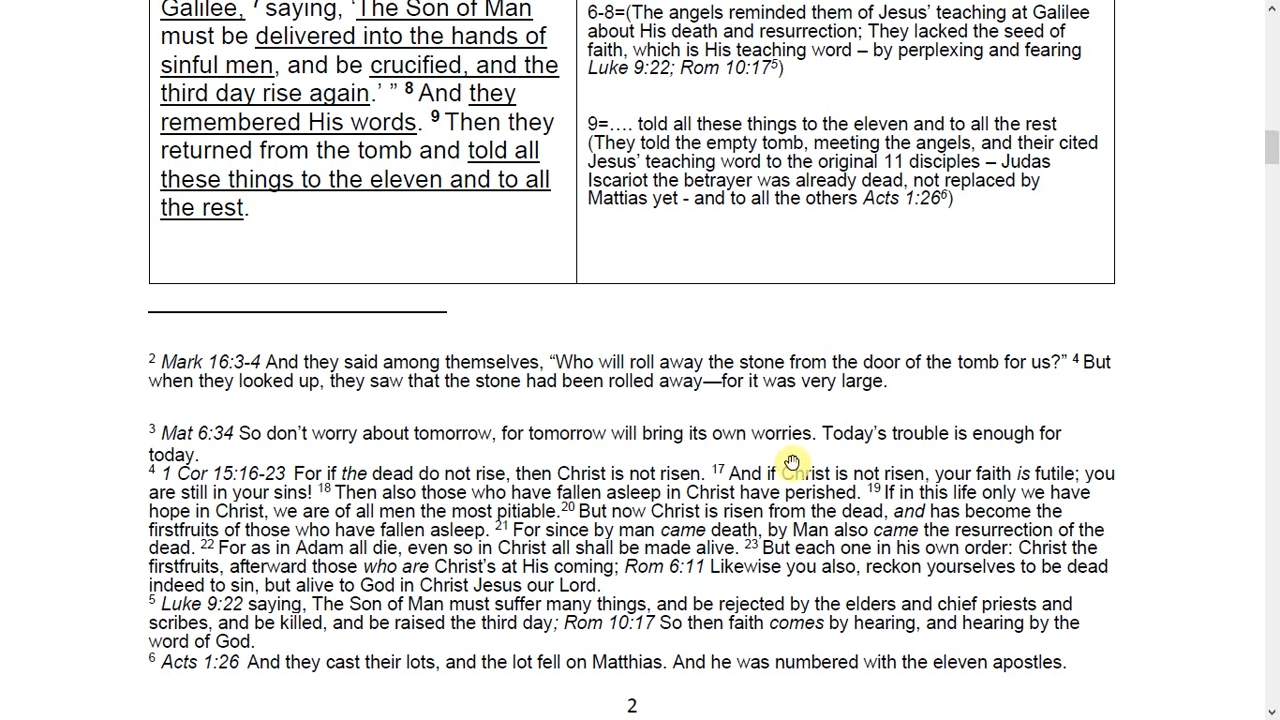 Galilee, 7 saying, ‘The Son of Man
must be delivered into the hands of
sinful men, and be crucified, and the
third day rise again.’ ” 8 And they
remembered His words. 9 Then they
returned from the tomb and told all
these things to the eleven and to all
the rest.
6-8=(The angels reminded them of Jesus’ teaching at Galilee
about His death and resurrection; They lacked the seed of
faith, which is His teaching word – by perplexing and fearing
Luke 9:22; Rom 10:175)
9=…. told all these things to the eleven and to all the rest
(They told the empty tomb, meeting the angels, and their cited
Jesus’ teaching word to the original 11 disciples – Judas
Iscariot the betrayer was already dead, not replaced by
Mattias yet - and to all the others Acts 1:266)
2 Mark 16:3-4 And they said among themselves, “Who will roll away the stone from the door of the tomb for us?” 4 But
when they looked up, they saw that the stone had been rolled away—for it was very large.
3 Mat 6:34 So don’t worry about tomorrow, for tomorrow will bring its own worries. Today’s trouble is enough for
today.
4 1 Cor 15:16-23 For if the dead do not rise, then Christ is not risen. 17 And if Christ is not risen, your faith is futile; you
are still in your sins! 18 Then also those who have fallen asleep in Christ have perished. 19 If in this life only we have
hope in Christ, we are of all men the most pitiable.20 But now Christ is risen from the dead, and has become the
firstfruits of those who have fallen asleep. 21 For since by man came death, by Man also came the resurrection of the
dead. 22 For as in Adam all die, even so in Christ all shall be made alive. 23 But each one in his own order: Christ the
firstfruits, afterward those who are Christ’s at His coming; Rom 6:11 Likewise you also, reckon yourselves to be dead
indeed to sin, but alive to God in Christ Jesus our Lord.
5 Luke 9:22 saying, The Son of Man must suffer many things, and be rejected by the elders and chief priests and
scribes, and be killed, and be raised the third day; Rom 10:17 So then faith comes by hearing, and hearing by the
word of God.
6 Acts 1:26 And they cast their lots, and the lot fell on Matthias. And he was numbered with the eleven apostles.
2